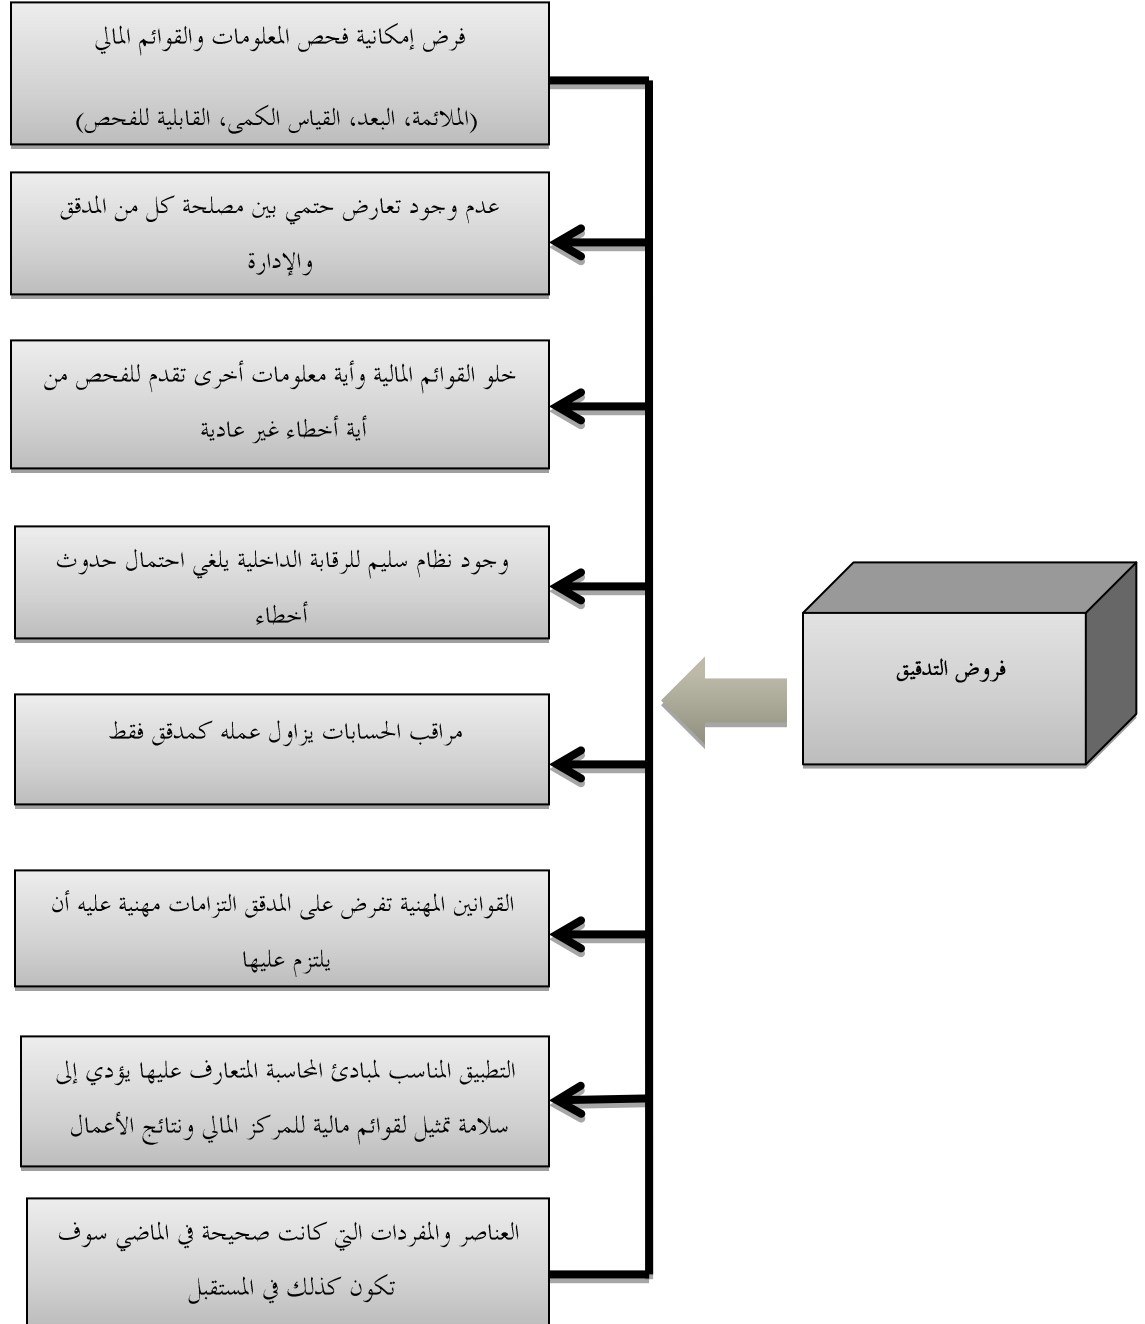 فرض إمكانية فحص المعلومات والقوائم المالي
(الملائمة، البعد، القياس الكمى، القابلية للفحص)
عدم وجود تعارض حتمي بين مصلحة كل من المدقق
والإدارة
خلو القوائم المالية وأية معلومات أخرى تقدم للفحص من
أية أخطاء غير عادية
وجود نظام سليم للرقابة الداخلية يلغي احتمال حدوث
أخطاء
فروض التدقيق
مراقب الحسابات يزاول عمله كمدقق فقط
القوانين المهنية تفرض على المدقق التزامات مهنية عليه أن
يلتزم عليها
التطبيق المناسب لمبادئ المحاسبة المتعارف عليها يؤدي إلى
سلامة تمثيل لقوائم مالية للمركز المالي ونتائج الأعمال
العناصر والمفردات التي كانت صحيحة في الماضي سوف
تكون كذلك في المستقبل